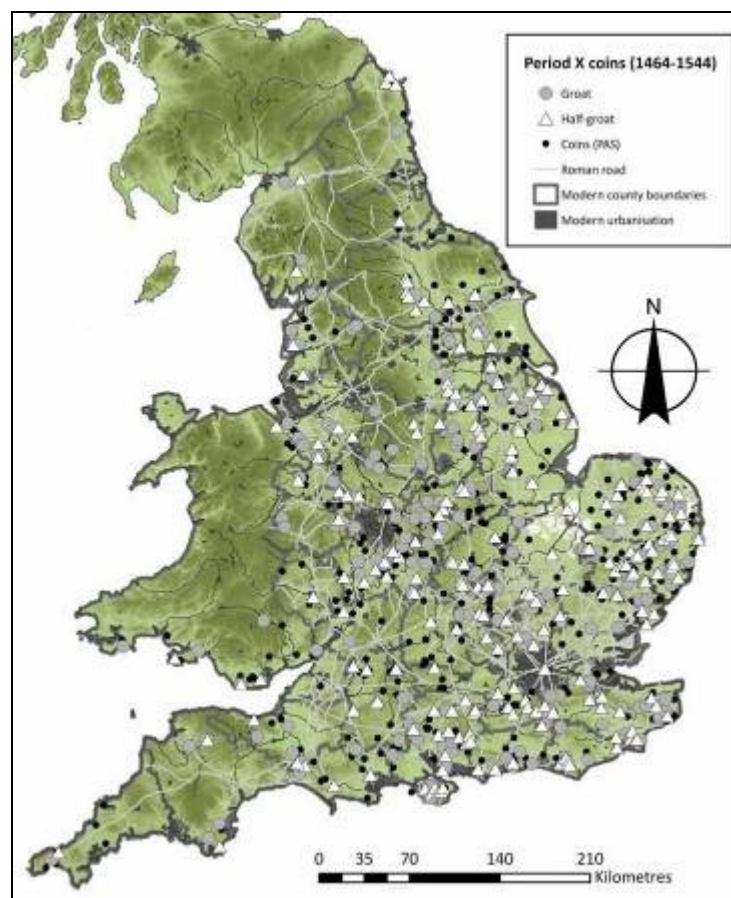 Period X coins (1464-1544)
Groat
Half-groat
Coins (PAS)
Roman road
Modern county boundaries
Modern urbanisation
N
0 35 70 140 210
Kilometres